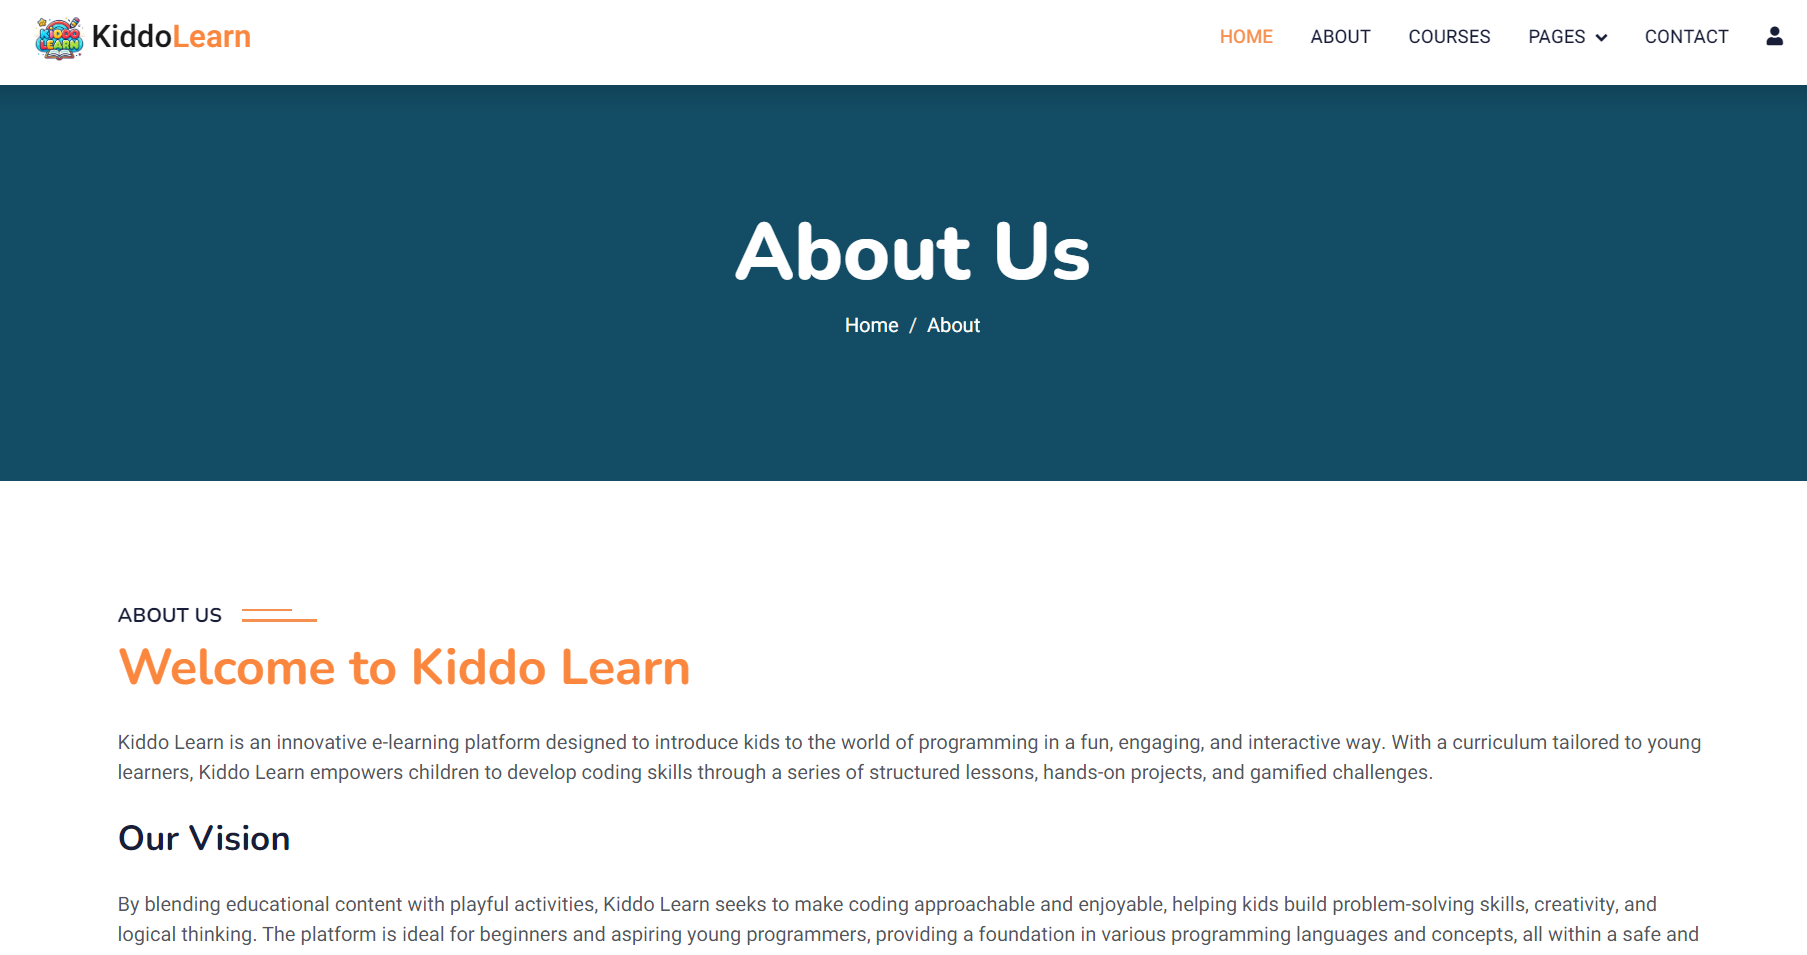 KIDDO
LEARN
KiddoLearn
HOME ABOUT COURSES PAGES CONTACT
About Us
Home / About
ABOUT US
Welcome to Kiddo Learn
Kiddo Learn is an innovative e-learning platform designed to introduce kids to the world of programming in a fun, engaging, and interactive way. With a curriculum tailored to young
learners, Kiddo Learn empowers children to develop coding skills through a series of structured lessons, hands-on projects, and gamified challenges.
Our Vision
By blending educational content with playful activities, Kiddo Learn seeks to make coding approachable and enjoyable, helping kids build problem-solving skills, creativity, and
logical thinking. The platform is ideal for beginners and aspiring young programmers, providing a foundation in various programming languages and concepts, all within a safe and